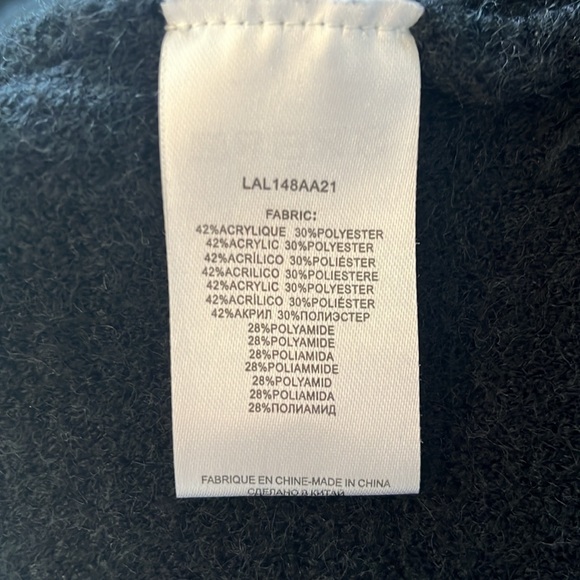 LAL148AA21
FABRIC:
42%ACRYLIQUE 30%POLYESTER
42%ACRYLIC 30%POLYESTER
42%ACRÍLICO 30%POLIÉSTER
42%ACRILICO 30%POLIESTERE
42%ACRYLIC 30%POLYESTER
42%ACRÍLICO 30%POLIÉSTER
42%АКРИЛ 30%ПОЛИЭСТЕР
28%POLYAMIDE
28%POLYAMIDE
28%POLIAMIDA
28%POLIAMMIDE
28%POLYAMID
28%POLIAMIDA
28%ПОЛИАМИД
FABRIQUE EN CHINE-MADE IN CHINA
СДЕЛАНО В КИТАЙ